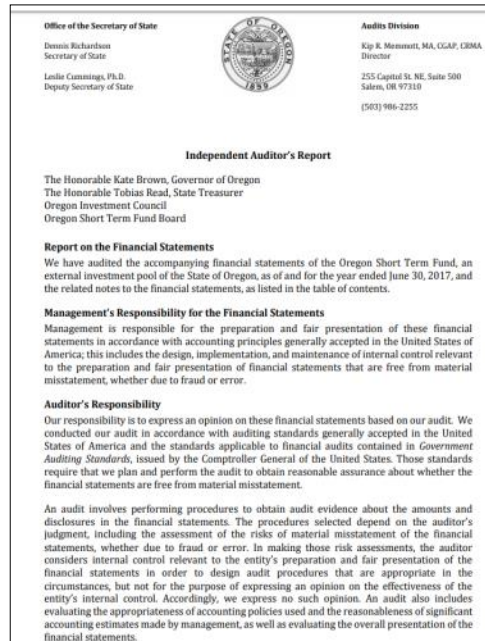 Office of the Secretary of State
Dennis Richardson
Secretary of State
Leslie Cummings, Ph.D.
Deputy Secretary of State
STATE OF OREGON
1859
Audits Division
Kip R. Memmott, MA, CGAP, CRMA
Director
255 Capitol St. NE, Suite 500
Salem, OR 97310
(503) 986-2255
Independent Auditor's Report
The Honorable Kate Brown, Governor of Oregon
The Honorable Tobias Read, State Treasurer
Oregon Investment Council
Oregon Short Term Fund Board
Report on the Financial Statements
We have audited the accompanying financial statements of the Oregon Short Term Fund, an
external investment pool of the State of Oregon, as of and for the year ended June 30, 2017, and
the related notes to the financial statements, as listed in the table of contents.
Management's Responsibility for the Financial Statements
Management is responsible for the preparation and fair presentation of these financial
statements in accordance with accounting principles generally accepted in the United States of
America; this includes the design, implementation, and maintenance of internal control relevant
to the preparation and fair presentation of financial statements that are free from material
misstatement, whether due to fraud or error.
Auditor's Responsibility
Our responsibility is to express an opinion on these financial statements based on our audit. We
conducted our audit in accordance with auditing standards generally accepted in the United
States of America and the standards applicable to financial audits contained in Government
Auditing Standards, issued by the Comptroller General of the United States. Those standards
require that we plan and perform the audit to obtain reasonable assurance about whether the
financial statements are free from material misstatement.
An audit involves performing procedures to obtain audit evidence about the amounts and
disclosures in the financial statements. The procedures selected depend on the auditor's
judgment, including the assessment of the risks of material misstatement of the financial
statements, whether due to fraud or error. In making those risk assessments, the auditor
considers internal control relevant to the entity's preparation and fair presentation of the
financial statements in order to design audit procedures that are appropriate in the
circumstances, but not for the purpose of expressing an opinion on the effectiveness of the
entity's internal control. Accordingly, we express no such opinion. An audit also includes
evaluating the appropriateness of accounting policies used and the reasonableness of significant
accounting estimates made by management, as well as evaluating the overall presentation of the
financial statements.